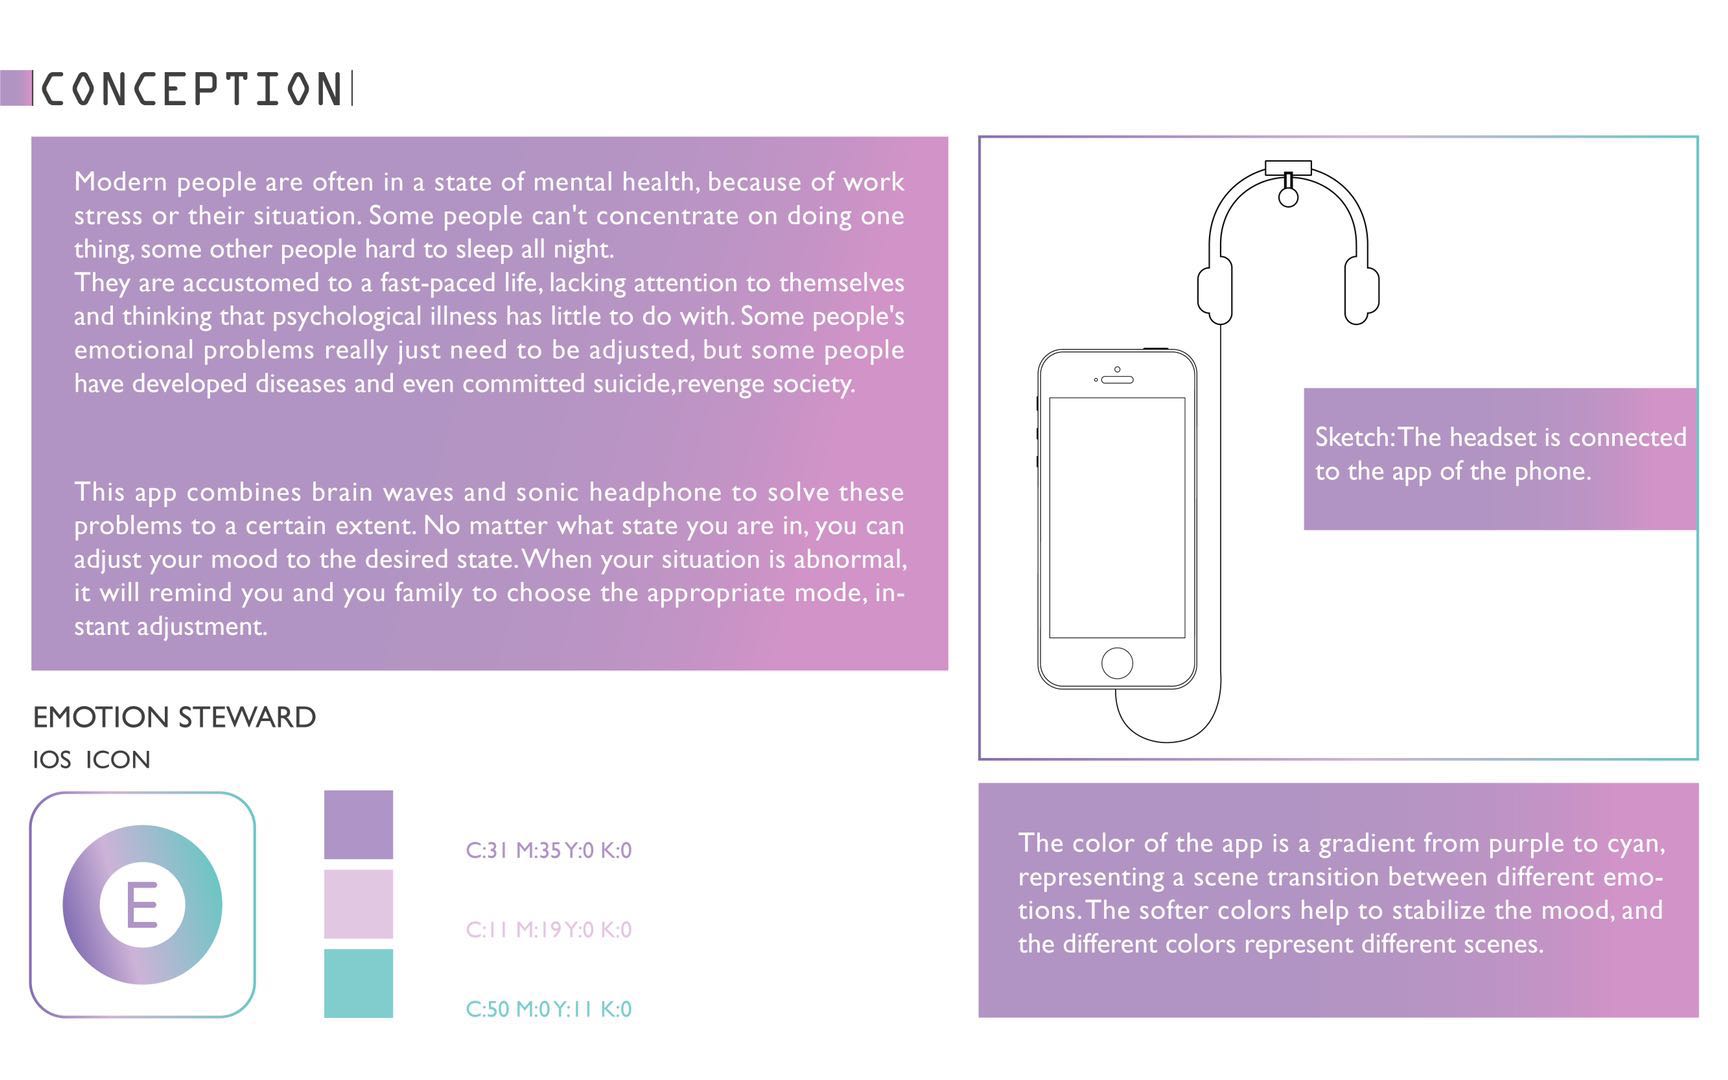 CONCEPTION
Modern people are often in a state of mental health, because of work
stress or their situation. Some people can't concentrate on doing one
thing, some other people hard to sleep all night.
They are accustomed to a fast-paced life, lacking attention to themselves
and thinking that psychological illness has little to do with. Some people's
emotional problems really just need to be adjusted, but some people
have developed diseases and even committed suicide,revenge society.
This app combines brain waves and sonic headphone to solve these
problems to a certain extent. No matter what state you are in, you can
adjust your mood to the desired state. When your situation is abnormal,
it will remind you and you family to choose the appropriate mode, in-
stant adjustment.
Sketch: The headset is connected
to the app of the phone.
EMOTION STEWARD
IOS ICON
E
C:31 M:35 Y:0 K:0
C:11 M:19 Y:0 K:0
C:50 M:0 Y:11 K:0
The color of the app is a gradient from purple to cyan,
representing a scene transition between different emo-
tions. The softer colors help to stabilize the mood, and
the different colors represent different scenes.